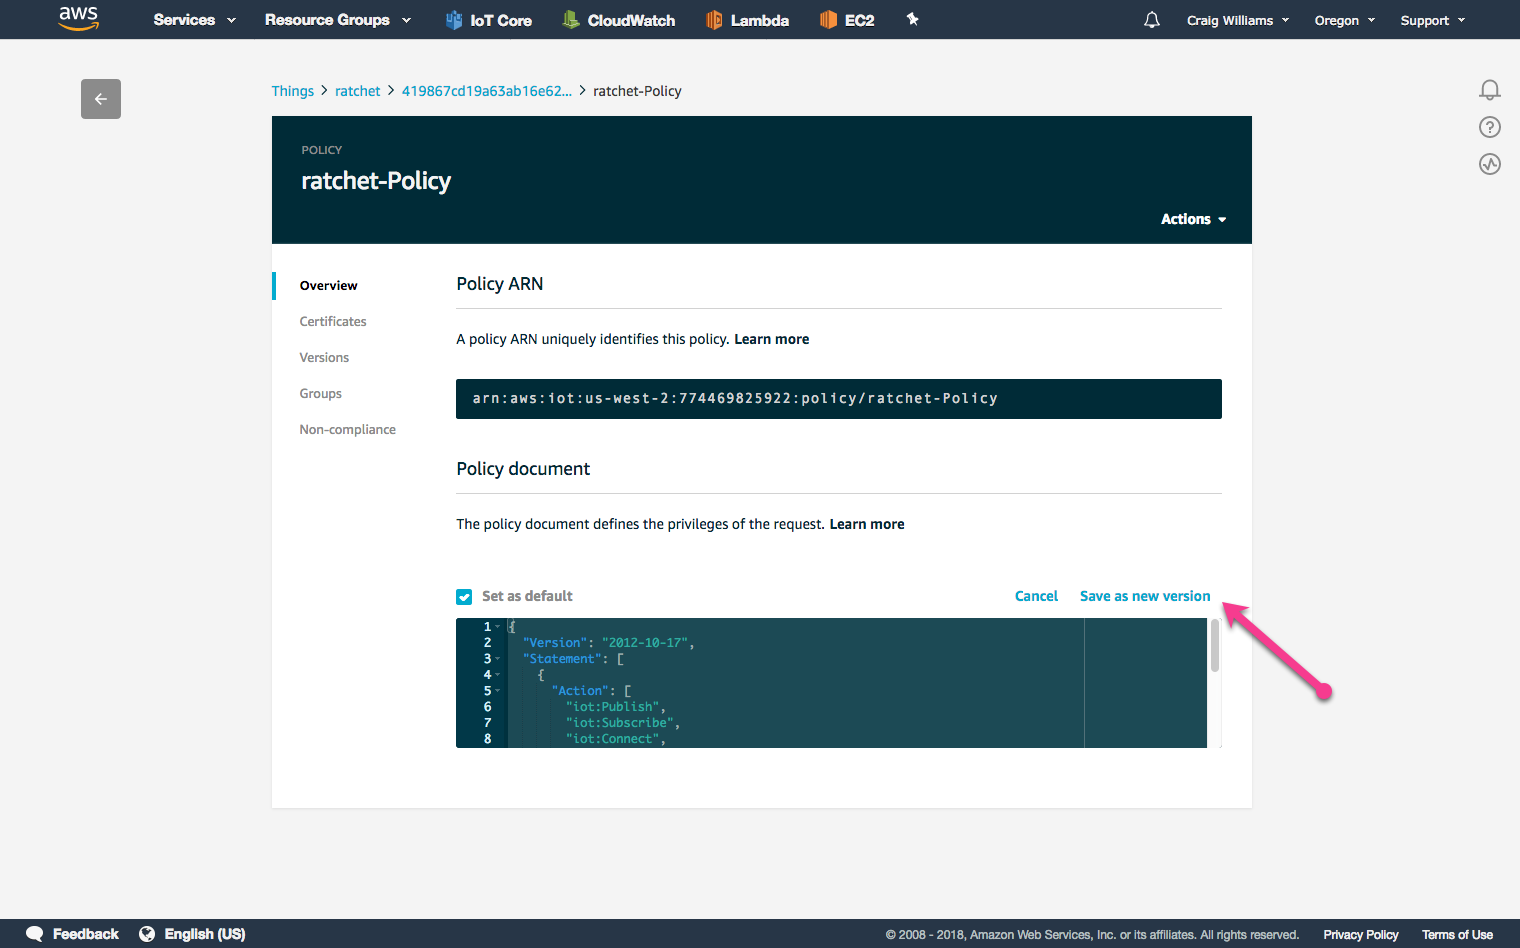 aws Services Resource Groups IoT Core CloudWatch Lambda EC2 Craig Williams Oregon Support
Things > ratchet > 419867cd19a63ab16e62... > ratchet-Policy
POLICY
ratchet-Policy
Actions
Overview
Certificates
Versions
Groups
Non-compliance
Policy ARN
A policy ARN uniquely identifies this policy. Learn more
arn:aws:iot:us-west-2:774469825922:policy/ratchet-Policy
Policy document
The policy document defines the privileges of the request. Learn more
Set as default Cancel Save as new version
1 {
2 "Version": "2012-10-17",
3 "Statement": [
4 {
5 "Action": [
6 "iot:Publish",
7 "iot:Subscribe",
8 "iot:Connect",
Feedback English (US) © 2008 - 2018, Amazon Web Services, Inc. or its affiliates. All rights reserved. Privacy Policy Terms of Use